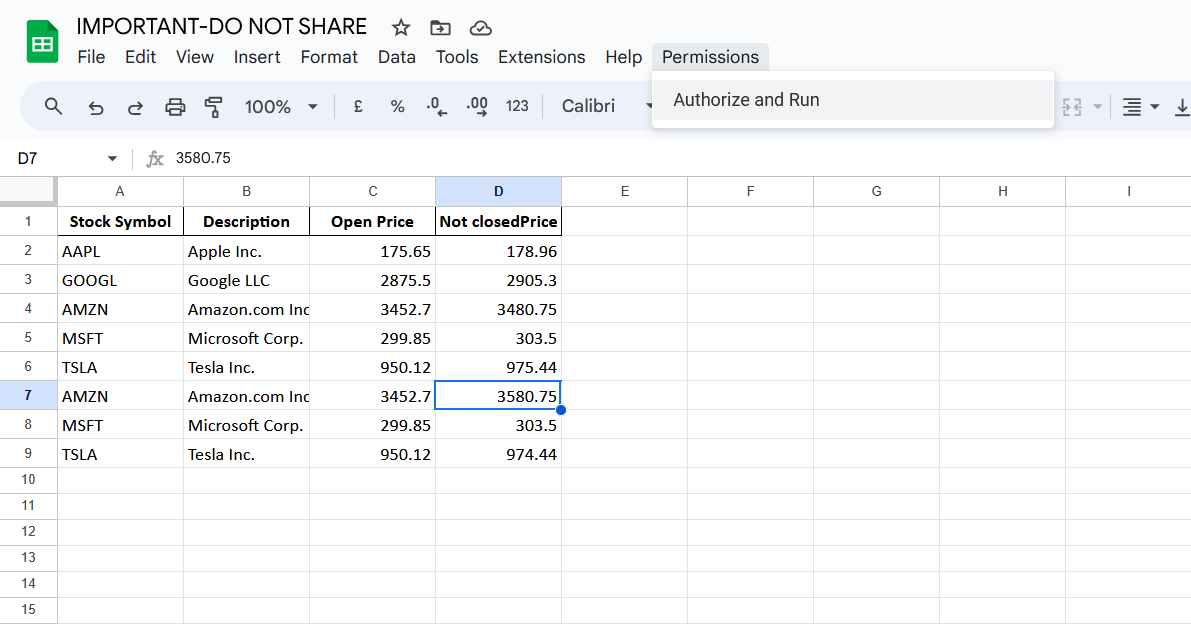 IMPORTANT-DO NOT SHARE
File Edit View Insert Format Data Tools Extensions Help Permissions
Authorize and Run
100% £ % .0 .00 123 Calibri
D7 fx 3580.75
A B C D E F G H I
1 Stock Symbol Description Open Price Not closedPrice
2 AAPL Apple Inc. 175.65 178.96
3 GOOGL Google LLC 2875.5 2905.3
4 AMZN Amazon.com Inc 3452.7 3480.75
5 MSFT Microsoft Corp. 299.85 303.5
6 TSLA Tesla Inc. 950.12 975.44
7 AMZN Amazon.com Inc 3452.7 3580.75
8 MSFT Microsoft Corp. 299.85 303.5
9 TSLA Tesla Inc. 950.12 974.44
10
11
12
13
14
15